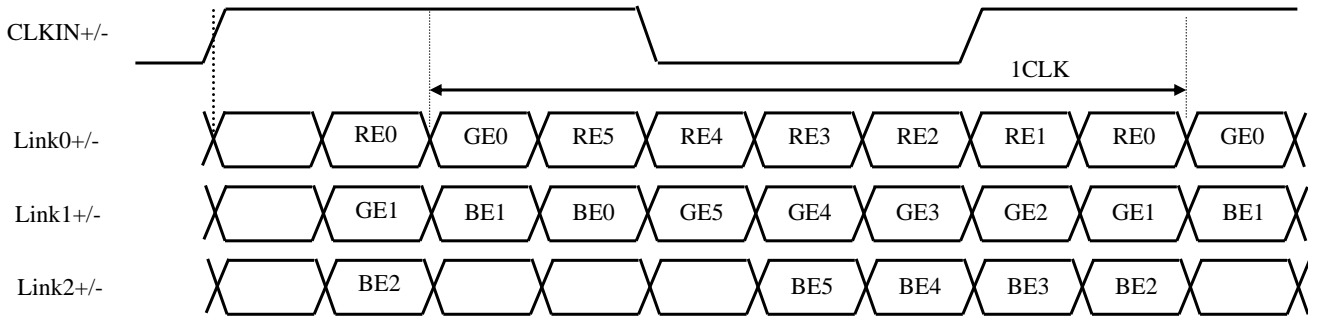 CLKIN+/-
1CLK
Link0+/- RE0 GE0 RE5 RE4 RE3 RE2 RE1 RE0 GE0
Link1+/- GE1 BE1 BE0 GE5 GE4 GE3 GE2 GE1 BE1
Link2+/- BE2 BE5 BE4 BE3 BE2